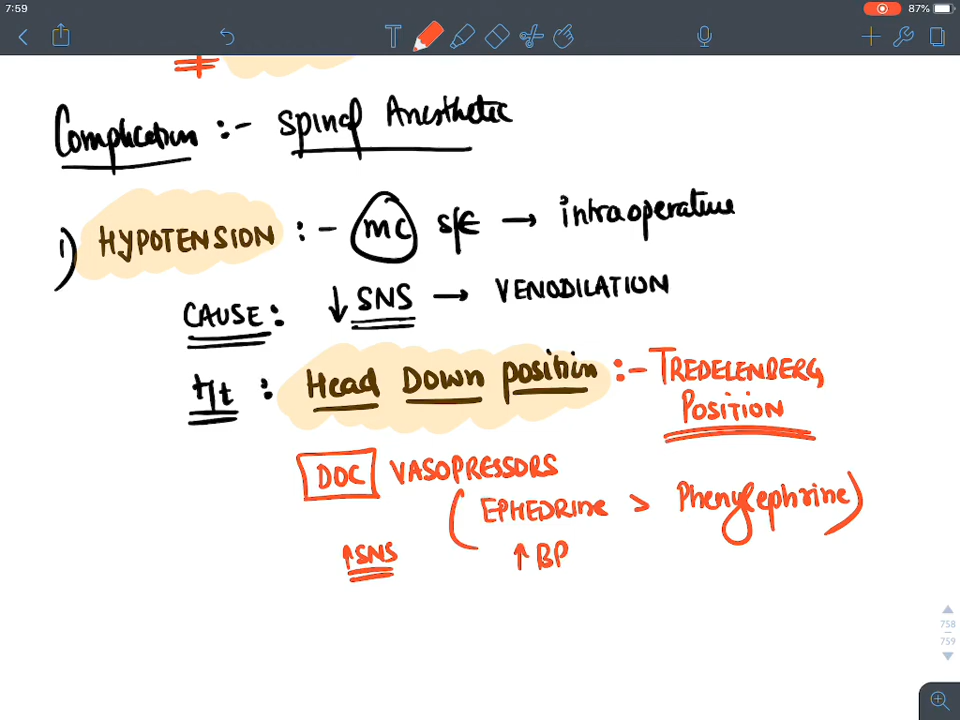 7:59
87%
T
Complication :- Spinal Anesthetic
1) HYPOTENSION :- mc S/E → intraoperative
CAUSE: ↓ SNS → VENODILATION
Tt : Head Down position :- TREDELENBERG
POSITION
DOC VASOPRESSORS
(EPHEDRINE > Phenylephrine)
↑SNS ↑BP
758
759